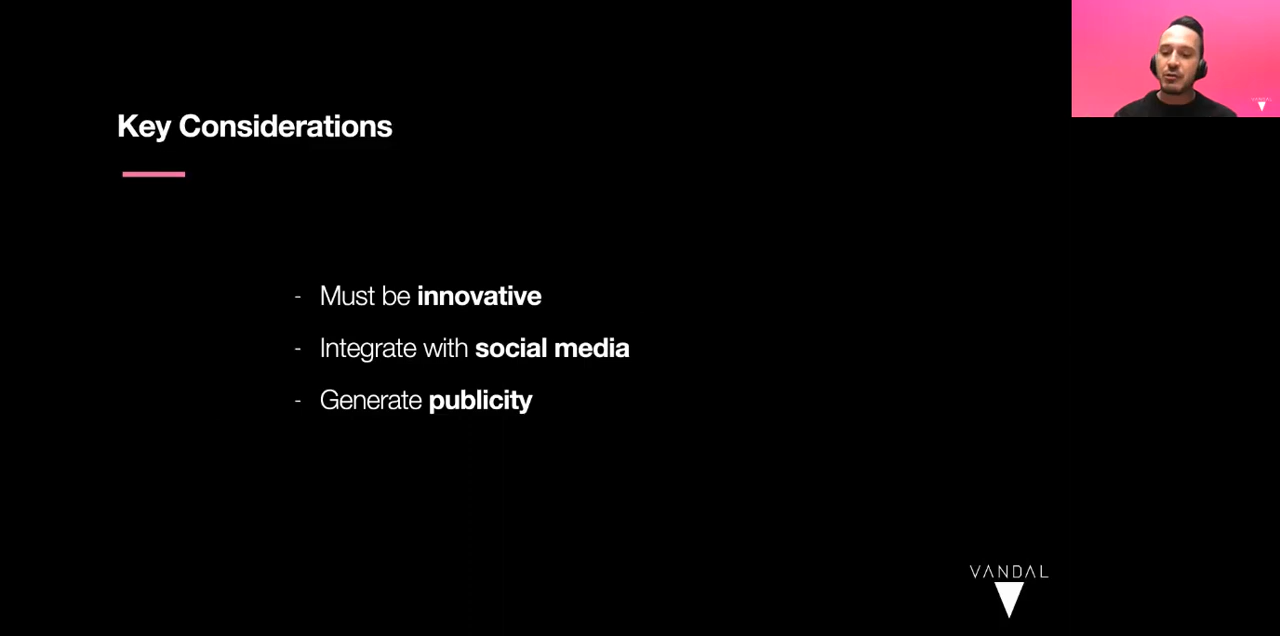 Key Considerations
- Must be innovative
- Integrate with social media
- Generate publicity
VANDAL